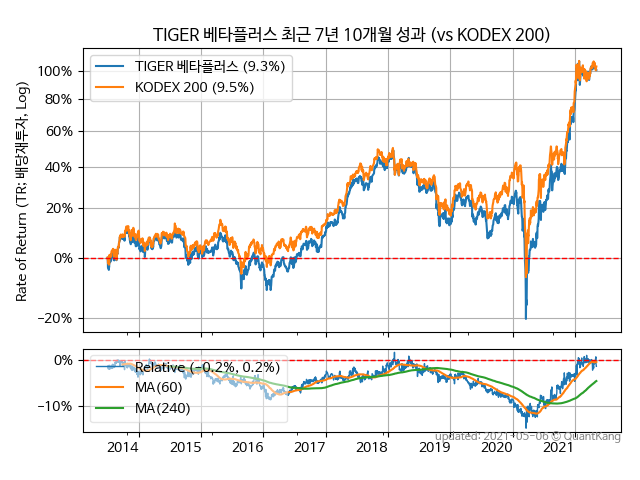 TIGER 베타플러스 최근 7년 10개월 성과 (vs KODEX 200)
Rate of Return (TR; 배당재투자, Log)
100%
80%
60%
40%
20%
0%
−20%
TIGER 베타플러스 (9.3%)
KODEX 200 (9.5%)
0%
−10%
Relative (−0.2%, 0.2%)
MA(60)
MA(240)
2014 2015 2016 2017 2018 2019 2020 2021
updated: 2021-05-06 © QuantKang